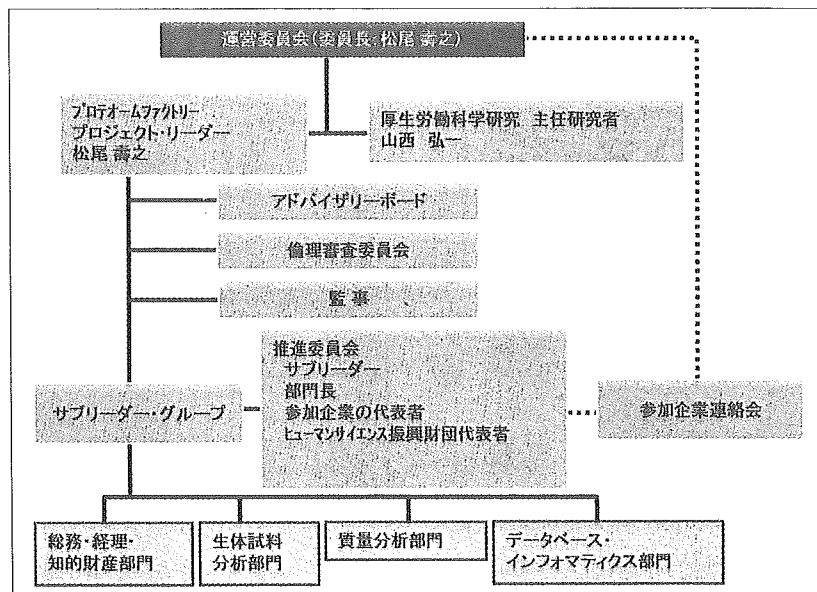 運営委員会(委員長:松尾 壽之)
プロテオームファクトリー
プロジェクト・リーダー
松尾 壽之
厚生労働科学研究 主任研究者
山西 弘一
アドバイザリーボード
倫理審査委員会
監事
推進委員会
サブリーダー
部門長
参加企業の代表者
ヒューマンサイエンス振興財団代表者
サブリーダー・グループ
参加企業連絡会
総務・経理・
知的財産部門
生体試料
分析部門
質量分析部門
データベース・
インフォマティクス部門